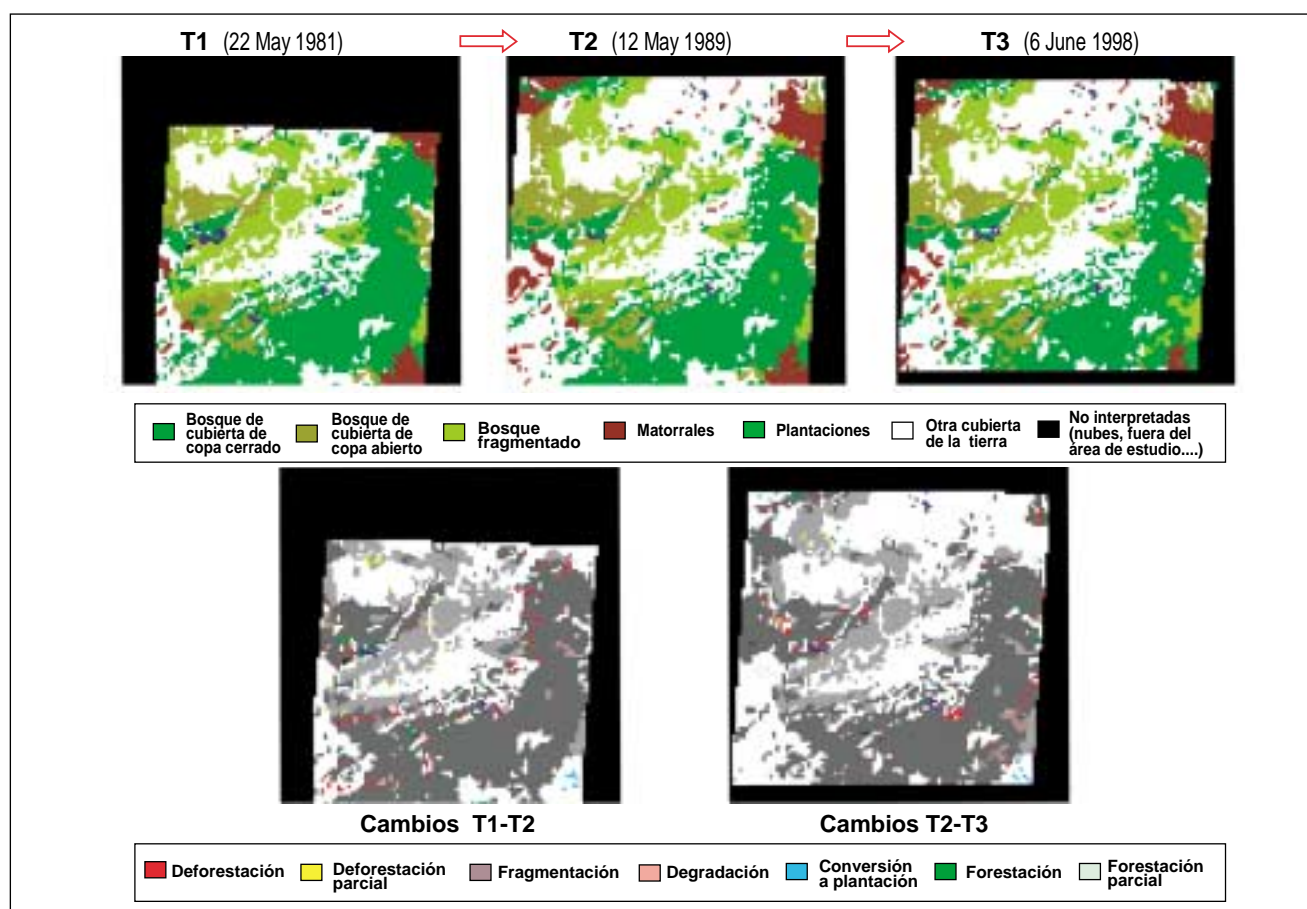 T1 (22 May 1981)
T2 (12 May 1989)
T3 (6 June 1998)
Bosque de
cubierta de
copa cerrado
Bosque de
cubierta de
copa abierto
Bosque
fragmentado
Matorrales
Plantaciones
Otra cubierta
de la tierra
No interpretadas
(nubes, fuera del
área de estudio....)
Cambios T1-T2
Cambios T2-T3
Deforestación
Deforestación
parcial
Fragmentación
Degradación
Conversión
a plantación
Forestación
Forestación
parcial